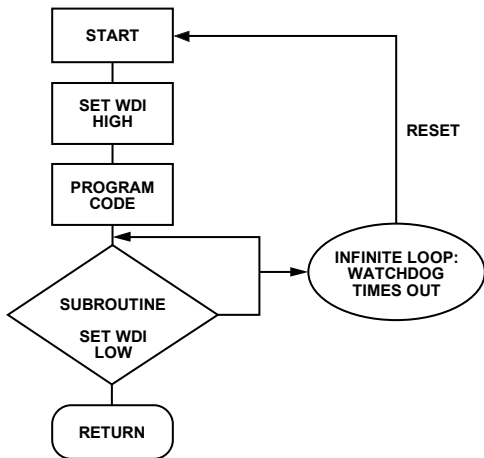 START
SET WDI
HIGH
RESET
PROGRAM
CODE
INFINITE LOOP:
WATCHDOG
TIMES OUT
SUBROUTINE
SET WDI
LOW
RETURN